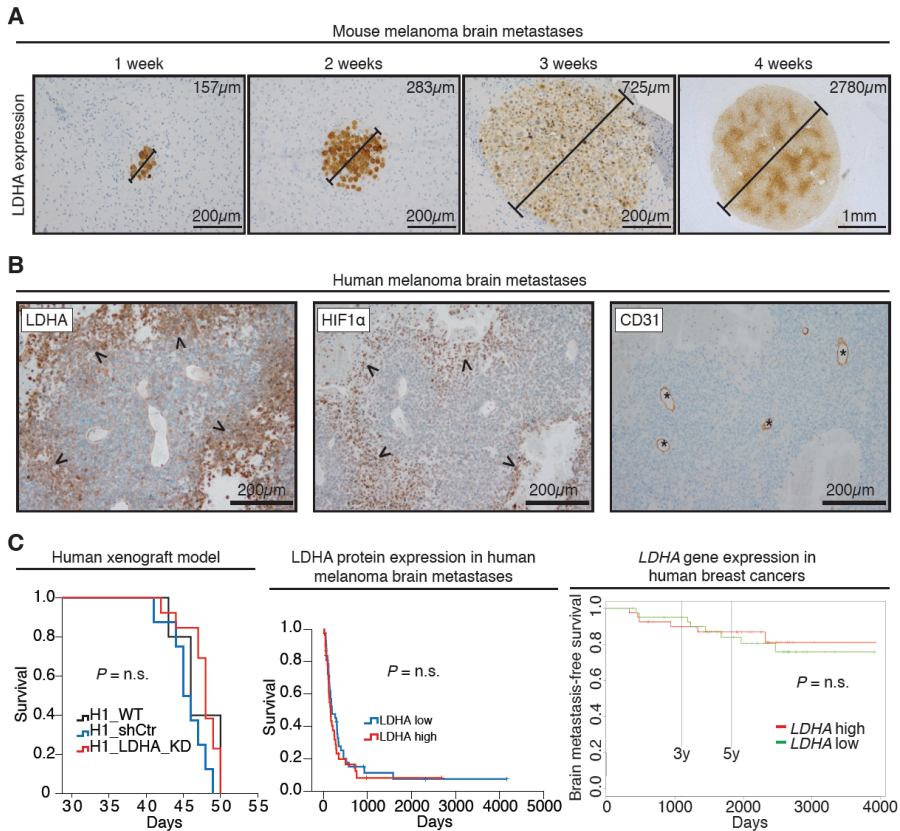 A
Mouse melanoma brain metastases
1 week
2 weeks
3 weeks
4 weeks
LDHA expression
157µm
283µm
725µm
2780µm
200µm
200µm
200µm
1mm
B
Human melanoma brain metastases
LDHA
HIF1α
CD31
200µm
200µm
200µm
C
Human xenograft model
Survival
1.0
0.8
0.6
0.4
0.2
0
P = n.s.
H1_WT
H1_shCtr
H1_LDHA_KD
30
40
45
50
55
Days
LDHA protein expression in human
melanoma brain metastases
Survival
1.0
0.8
0.6
0.4
0.2
0.0
P = n.s.
LDHA low
LDHA high
0
1000
2000
3000
4000
5000
Days
LDHA gene expression in
human breast cancers
Brain metastasis-free survival
1.0
0.8
0.6
0.4
0.2
0.0
P = n.s.
LDHA high
LDHA low
3y
5y
0
1000
2000
3000
4000
Days